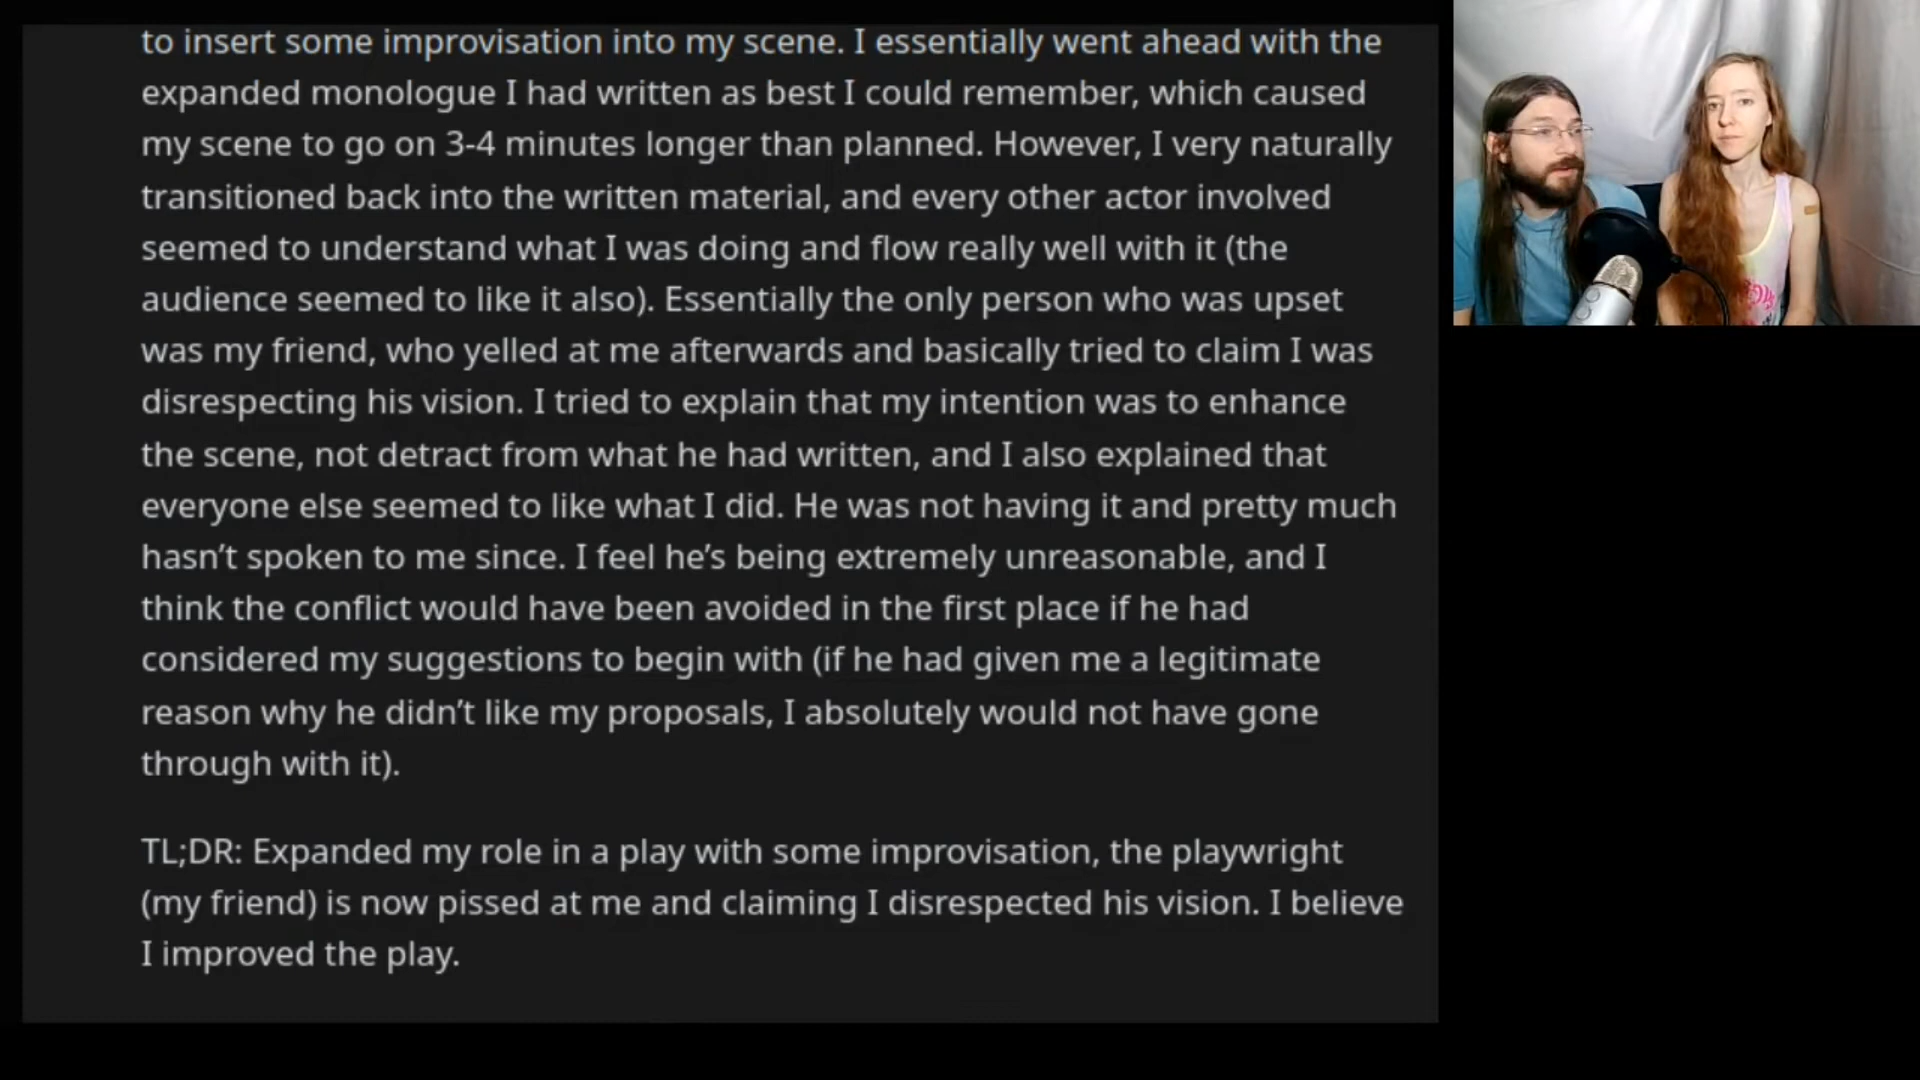 to insert some improvisation into my scene. I essentially went ahead with the
expanded monologue I had written as best I could remember, which caused
my scene to go on 3-4 minutes longer than planned. However, I very naturally
transitioned back into the written material, and every other actor involved
seemed to understand what I was doing and flow really well with it (the
audience seemed to like it also). Essentially the only person who was upset
was my friend, who yelled at me afterwards and basically tried to claim I was
disrespecting his vision. I tried to explain that my intention was to enhance
the scene, not detract from what he had written, and I also explained that
everyone else seemed to like what I did. He was not having it and pretty much
hasn’t spoken to me since. I feel he’s being extremely unreasonable, and I
think the conflict would have been avoided in the first place if he had
considered my suggestions to begin with (if he had given me a legitimate
reason why he didn’t like my proposals, I absolutely would not have gone
through with it).
TL;DR: Expanded my role in a play with some improvisation, the playwright
(my friend) is now pissed at me and claiming I disrespected his vision. I believe
I improved the play.